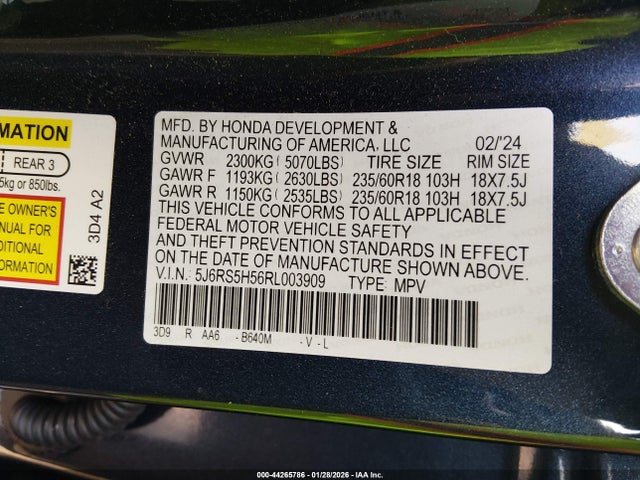 MATION
REAR 3
5kg or 850lbs.
E OWNER'S
ANUAL FOR
DITIONAL
FORMATION
3D4 A2
MFD. BY HONDA DEVELOPMENT &
MANUFACTURING OF AMERICA, LLC 02/'24
GVWR 2300KG ( 5070LBS) TIRE SIZE RIM SIZE
GAWR F 1193KG ( 2630LBS) 235/60R18 103H 18X7.5J
GAWR R 1150KG ( 2535LBS) 235/60R18 103H 18X7.5J
THIS VEHICLE CONFORMS TO ALL APPLICABLE
FEDERAL MOTOR VEHICLE SAFETY
AND THEFT PREVENTION STANDARDS IN EFFECT
ON THE DATE OF MANUFACTURE SHOWN ABOVE.
V.I.N.: 5J6RS5H56RL003909 TYPE: MPV
3D9 R AA6 - B640M - V - L
000-44265786 - 01/28/2026 - IAA Inc.